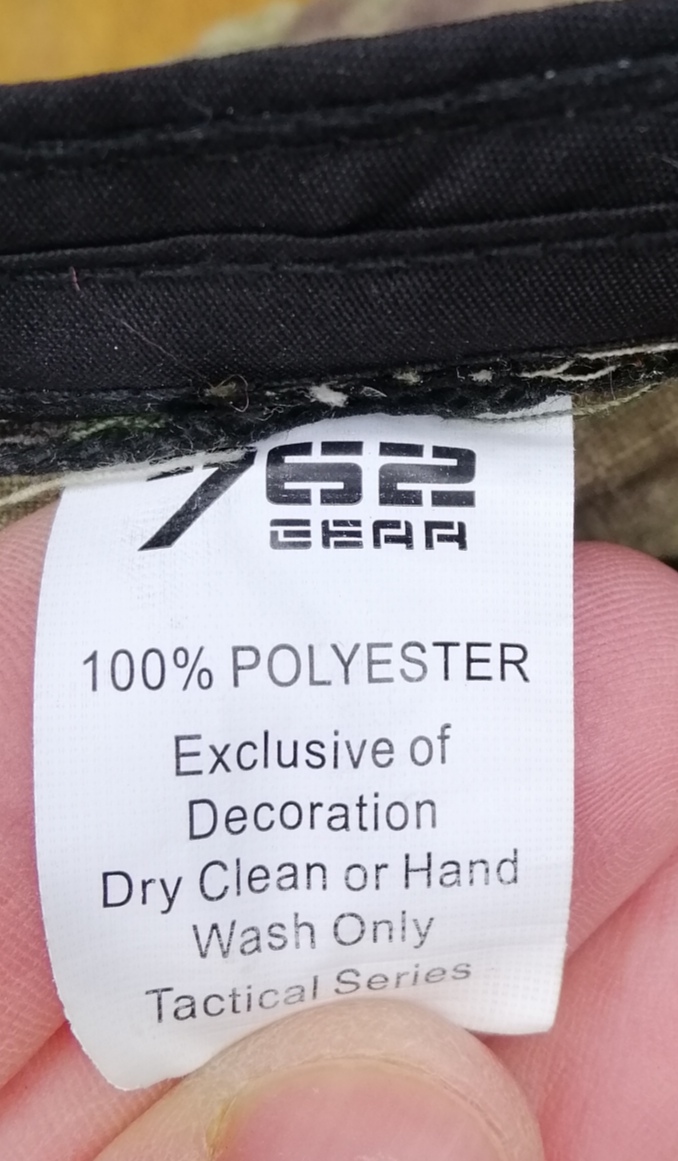 762
GEAR
100% POLYESTER
Exclusive of
Decoration
Dry Clean or Hand
Wash Only
Tactical Series